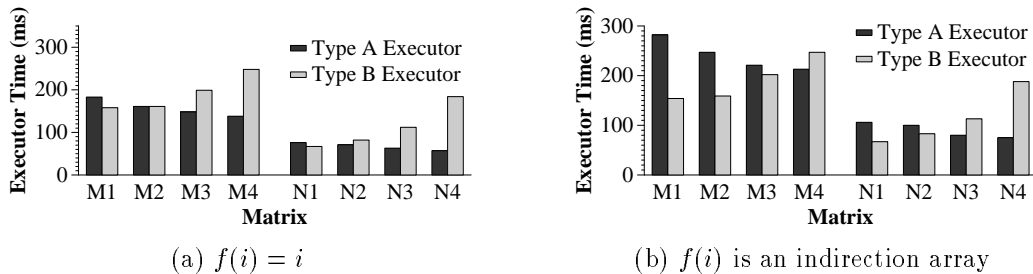 Executor Time (ms)
300
200
100
0
Type A Executor
Type B Executor
M1 M2 M3 M4 N1 N2 N3 N4
Matrix
(a) f(i) = i
Executor Time (ms)
300
200
100
0
Type A Executor
Type B Executor
M1 M2 M3 M4 N1 N2 N3 N4
Matrix
(b) f(i) is an indirection array